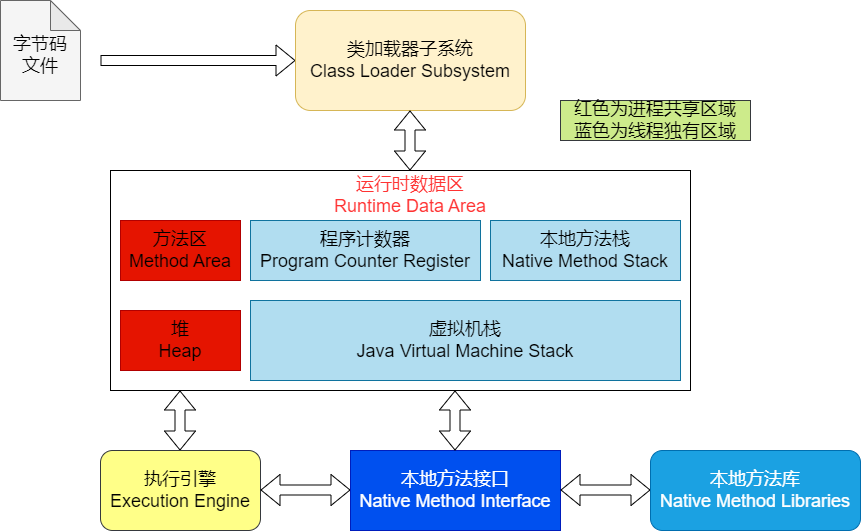 字节码
文件
类加载器子系统
Class Loader Subsystem
红色为进程共享区域
蓝色为线程独有区域
运行时数据区
Runtime Data Area
方法区
Method Area
程序计数器
Program Counter Register
本地方法栈
Native Method Stack
堆
Heap
虚拟机栈
Java Virtual Machine Stack
执行引擎
Execution Engine
本地方法接口
Native Method Interface
本地方法库
Native Method Libraries